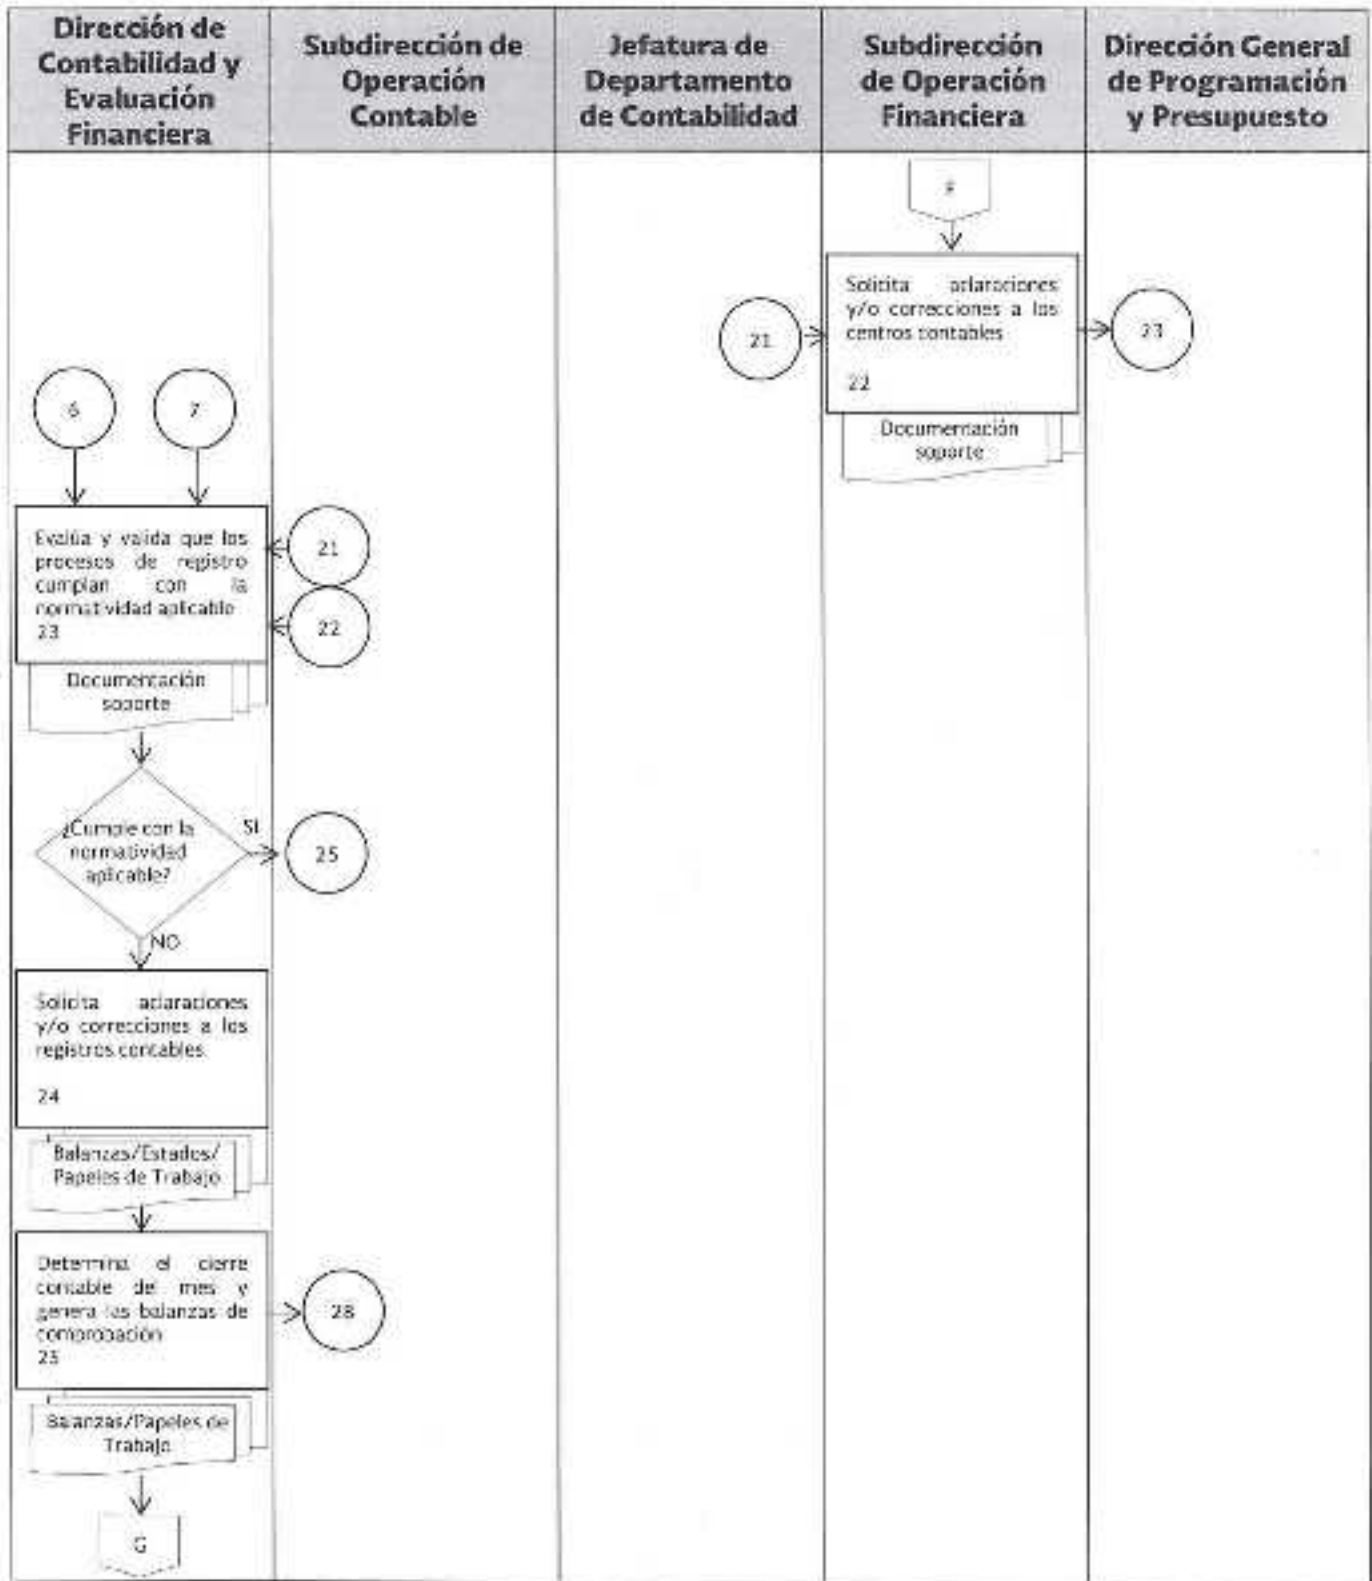 Dirección de
Contabilidad y
Evaluación
Financiera
Subdirección de
Operación
Contable
Jefatura de
Departamento
de Contabilidad
Subdirección
de Operación
Financiera
Dirección General
de Programación
y Presupuesto
Solicita aclaraciones
y/o correcciones a los
centros contables
22
21
23
Documentación
soporte
6
7
Evalúa y valida que los
procesos de registro
cumplan con la
normatividad aplicable
23
21
22
Documentación
soporte
¿Cumple con la
normatividad
aplicable?
SI
25
NO
Solicita aclaraciones
y/o correcciones a los
registros contables
24
Balanzas/Estados/
Papeles de Trabajo
Determina el cierre
contable del mes y
genera las balanzas de
comprobación
25
28
Balanzas/Papeles de
Trabajo
G